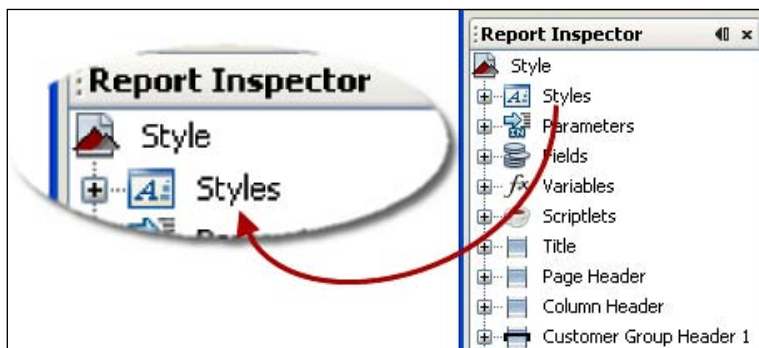 Report Inspector
Style
Styles
Report Inspector
Style
Styles
Parameters
Fields
Variables
Scriptlets
Title
Page Header
Column Header
Customer Group Header 1